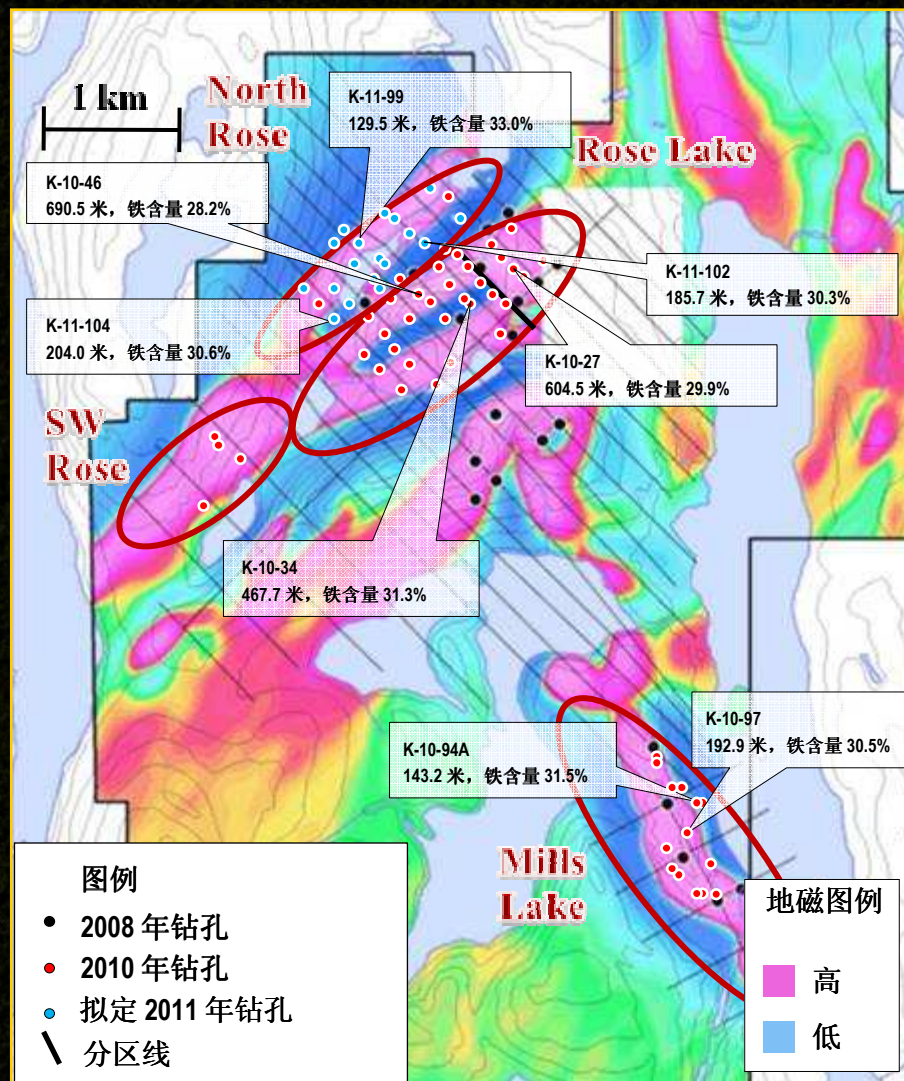 1 km
North
Rose
K-11-99
129.5 米，铁含量 33.0%
Rose Lake
K-10-46
690.5 米，铁含量 28.2%
K-11-102
185.7 米，铁含量 30.3%
K-11-104
204.0 米，铁含量 30.6%
K-10-27
604.5 米，铁含量 29.9%
SW
Rose
K-10-34
467.7 米，铁含量 31.3%
K-10-97
192.9 米，铁含量 30.5%
K-10-94A
143.2 米，铁含量 31.5%
Mills
Lake
图例
2008 年钻孔
2010 年钻孔
拟定 2011 年钻孔
分区线
地磁图例
高
低